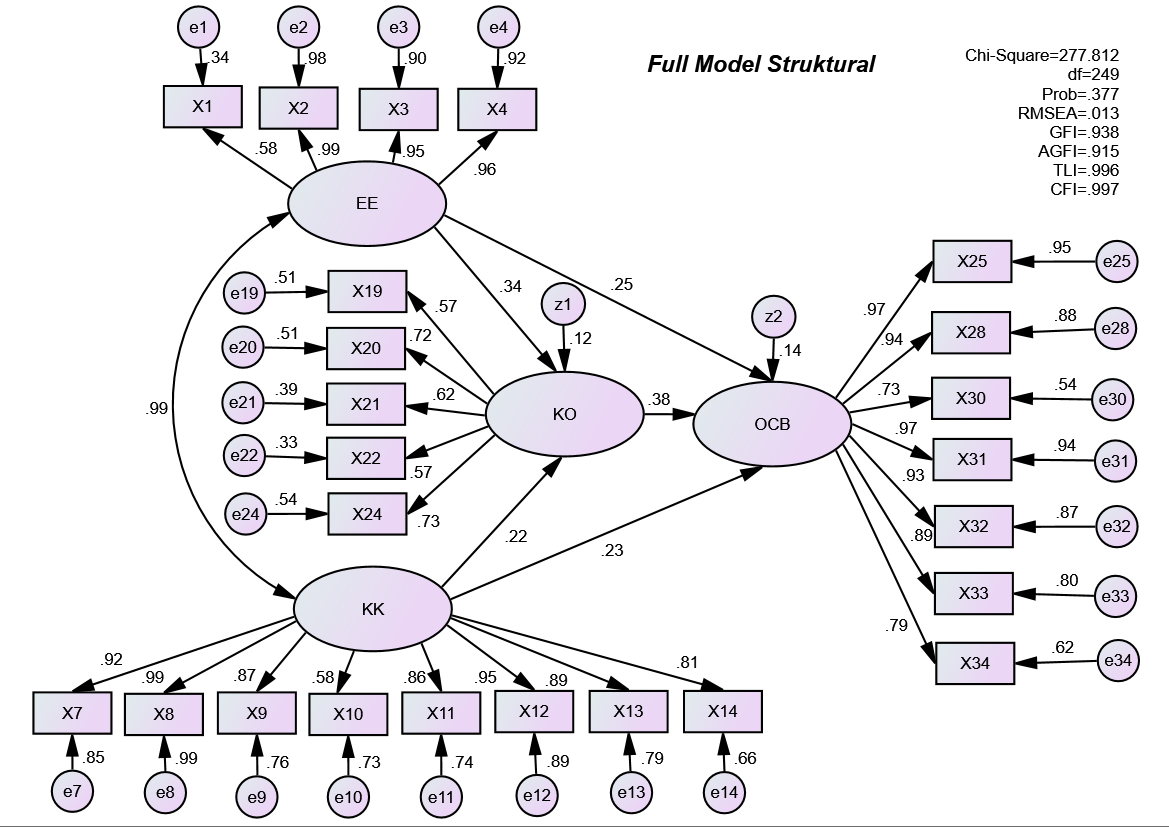 e1
e2
e3
e4
.34
.98
.90
.92
Full Model Struktural
Chi-Square=277.812
df=249
Prob=.377
RMSEA=.013
GFI=.938
AGFI=.915
TLI=.996
CFI=.997
X1
X2
X3
X4
.58
.99
.95
.96
EE
e19
.51
X19
.57
e20
.51
X20
.72
e21
.39
X21
.62
e22
.33
X22
.57
e24
.54
X24
.73
.34
.25
z1
.12
z2
.14
.99
KO
.38
OCB
.22
.23
.97
X25
.95
e25
.94
X28
.88
e28
.73
X30
.54
e30
.97
X31
.94
e31
.93
X32
.87
e32
.89
X33
.80
e33
.79
X34
.62
e34
KK
.92
.99
.87
.58
.86
.95
.89
.81
X7
X8
X9
X10
X11
X12
X13
X14
.85
.99
.76
.73
.74
.89
.79
.66
e7
e8
e9
e10
e11
e12
e13
e14